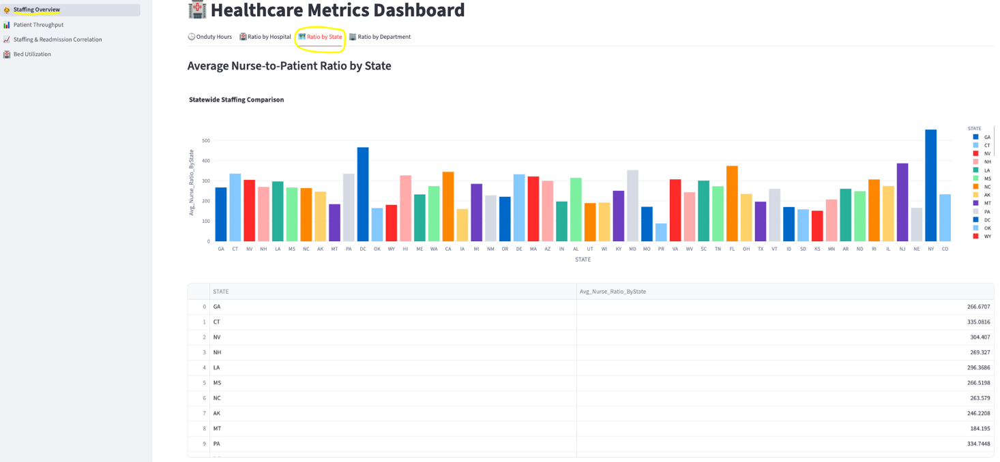 Staffing Overview
Patient Throughput
Staffing & Readmission Correlation
Bed Utilization
Healthcare Metrics Dashboard
Onduty Hours Ratio by Hospital Ratio by State Ratio by Department
Average Nurse-to-Patient Ratio by State
Statewide Staffing Comparison
Avg_Nurse_Ratio_ByState
500
400
300
200
100
0
GA CT NV NH LA MS NC AK MT PA DC OK WY HI ME WA CA IA MI NM OR DE MA AZ IN AL UT WI KY MD MO PR VA WV SC TN FL OH TX VT ID SD KS MN AR ND RI IL NJ NE NY CO
STATE
STATE
GA
CT
NV
NH
LA
MS
NC
AK
MT
PA
DC
OK
WY
STATE Avg_Nurse_Ratio_ByState
0 GA 266.6707
1 CT 335.0816
2 NV 304.407
3 NH 269.327
4 LA 296.3686
5 MS 266.5198
6 NC 263.579
7 AK 246.2208
8 MT 184.195
9 PA 334.7448